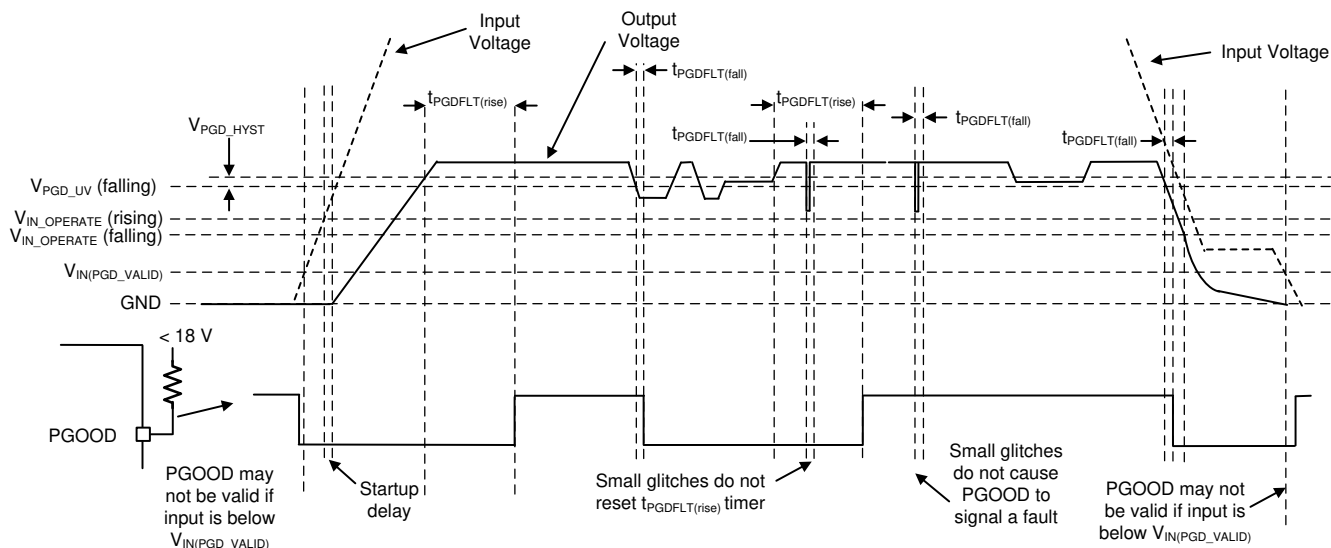 Input
Voltage
Output
Voltage
Input Voltage
tPGDFLT(fall)
tPGDFLT(rise)
tPGDFLT(rise)
tPGDFLT(fall)
tPGDFLT(fall)
tPGDFLT(fall)
VPGD_HYST
VPGD_UV (falling)
VIN_OPERATE (rising)
VIN_OPERATE (falling)
VIN(PGD_VALID)
GND
< 18 V
PGOOD
PGOOD may
not be valid if
input is below
VIN(PGD_VALID)
Startup
delay
Small glitches do not
reset tPGDFLT(rise) timer
Small glitches
do not cause
PGOOD to
signal a fault
PGOOD may not
be valid if input is
below VIN(PGD_VALID)